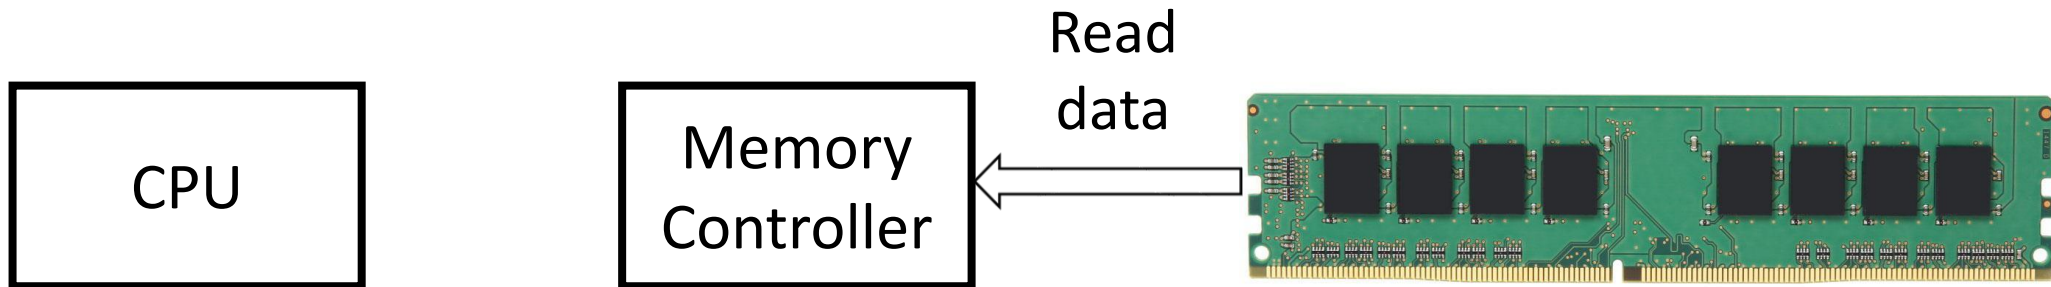 Read
data
CPU
Memory
Controller